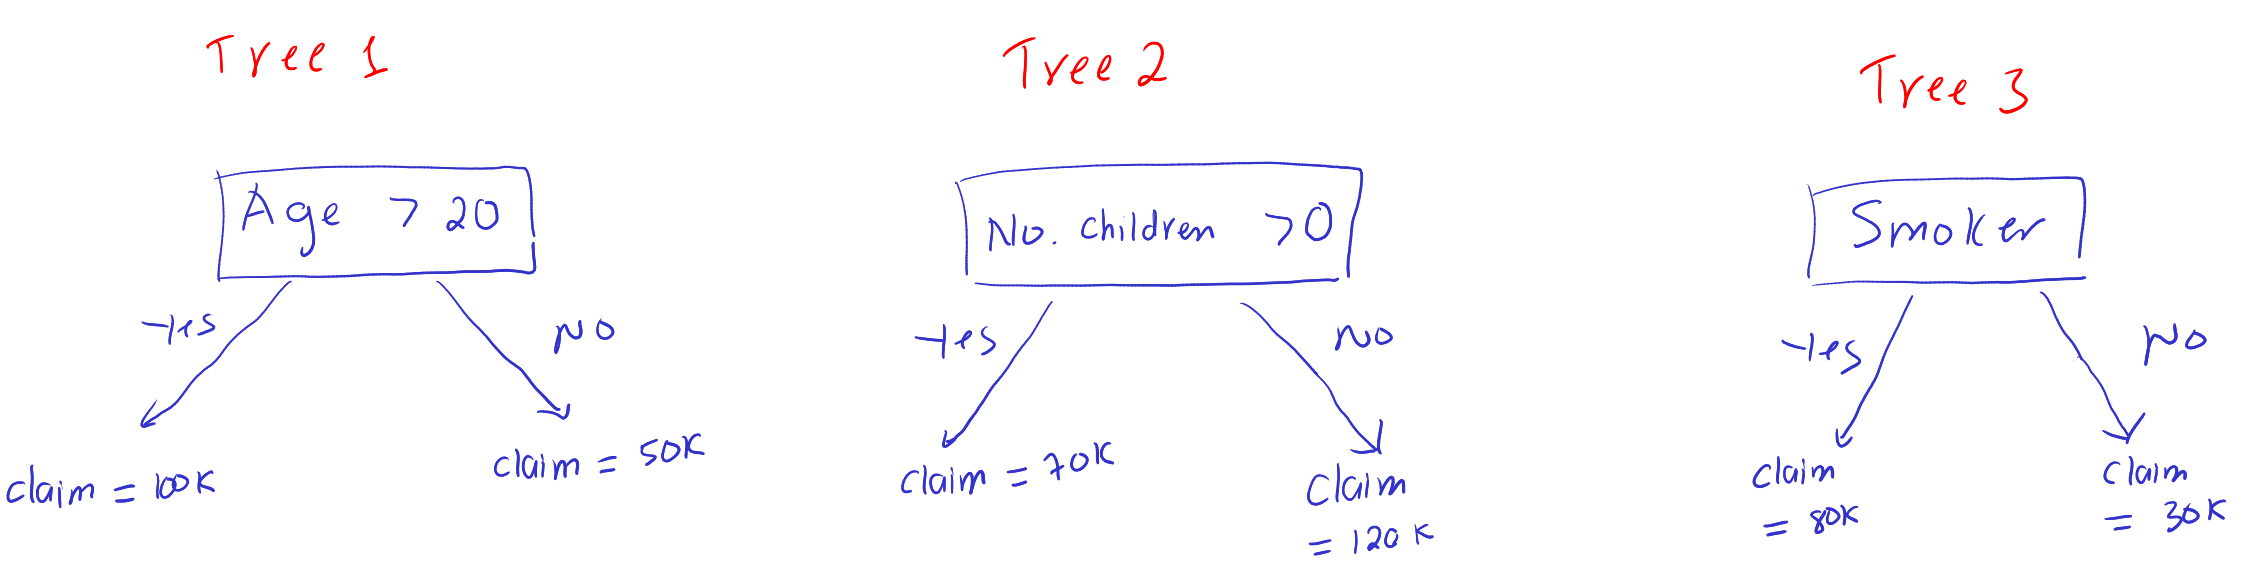 Tree 1
Age > 20
Yes
No
claim = 100K
claim = 50K
Tree 2
No. children >0
Yes
No
claim = 70K
Claim
= 120K
Tree 3
Smoker
Yes
No
Claim
= 80K
Claim
= 30K